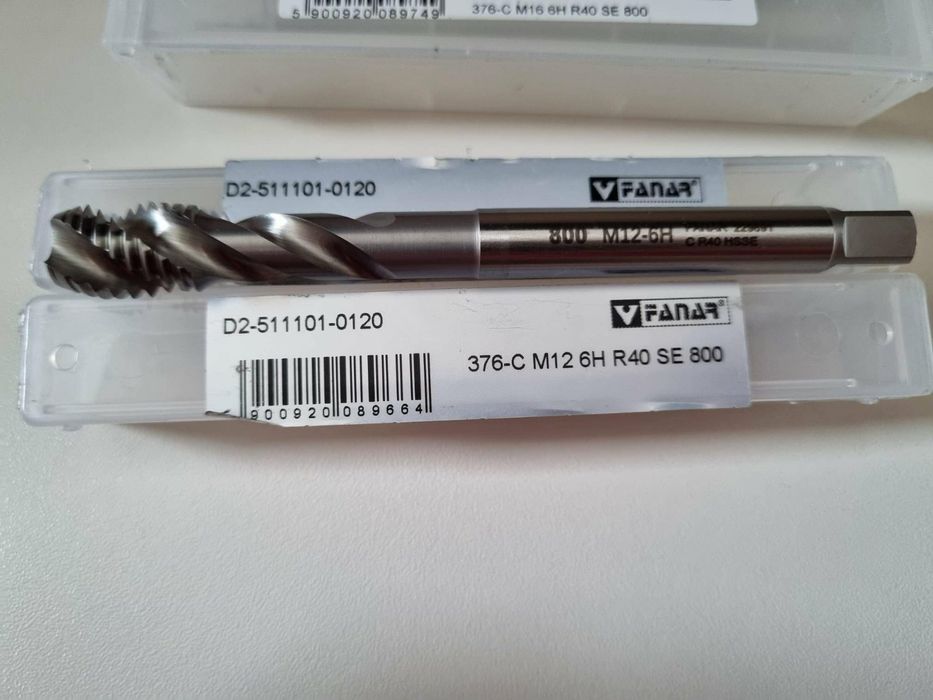 5 900920 089749
376-C M16 6H R40 SE 800
D2-511101-0120
FANAR®
800 M12-6H
C R40 HSSE
D2-511101-0120
FANAR®
376-C M12 6H R40 SE 800
900920 089664